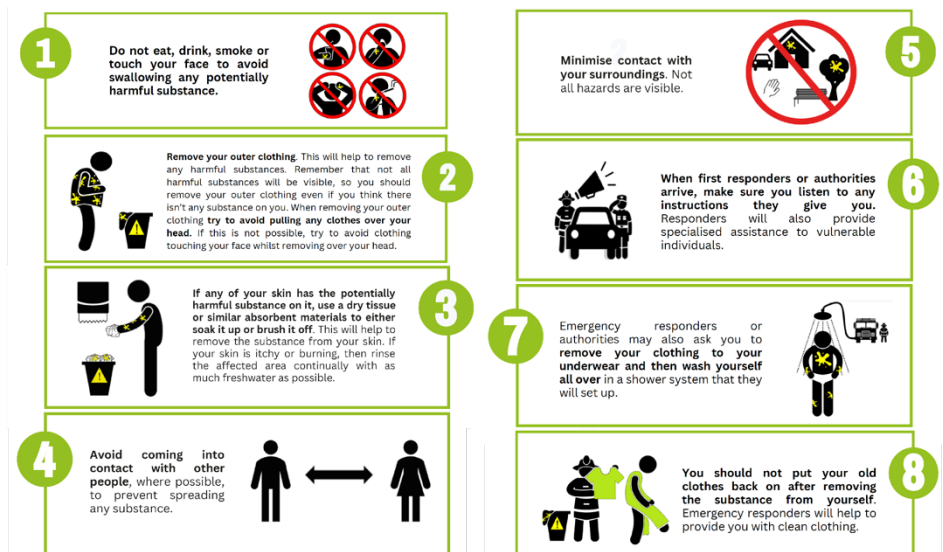 1
Do not eat, drink, smoke or
touch your face to avoid
swallowing any potentially
harmful substance.
2
Remove your outer clothing. This will help to remove
any harmful substances. Remember that not all
harmful substances will be visible, so you should
remove your outer clothing even if you think there
isn't any substance on you. When removing your outer
clothing try to avoid pulling any clothes over your
head. If this is not possible, try to avoid clothing
touching your face whilst removing over your head.
3
If any of your skin has the potentially
harmful substance on it, use a dry tissue
or similar absorbent materials to either
soak it up or brush it off. This will help to
remove the substance from your skin. If
your skin is itchy or burning, then rinse
the affected area continually with as
much freshwater as possible.
4
Avoid coming into
contact with other
people, where possible,
to prevent spreading
any substance.
5
Minimise contact with
your surroundings. Not
all hazards are visible.
6
When first responders or authorities
arrive, make sure you listen to any
instructions they give you.
Responders will also provide
specialised assistance to vulnerable
individuals.
7
Emergency responders or
authorities may also ask you to
remove your clothing to your
underwear and then wash yourself
all over in a shower system that they
will set up.
8
You should not put your old
clothes back on after removing
the substance from yourself.
Emergency responders will help to
provide you with clean clothing.